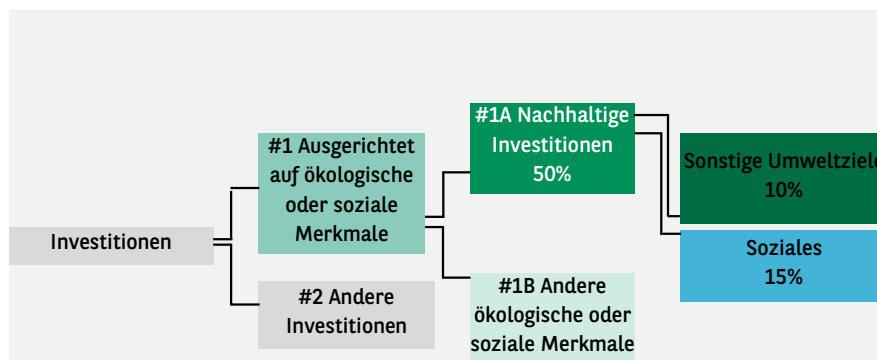 Investitionen
#1 Ausgerichtet
auf ökologische
oder soziale
Merkmale
#2 Andere
Investitionen
#1A Nachhaltige
Investitionen
50%
#1B Andere
ökologische oder
soziale Merkmale
Sonstige Umweltziele
10%
Soziales
15%